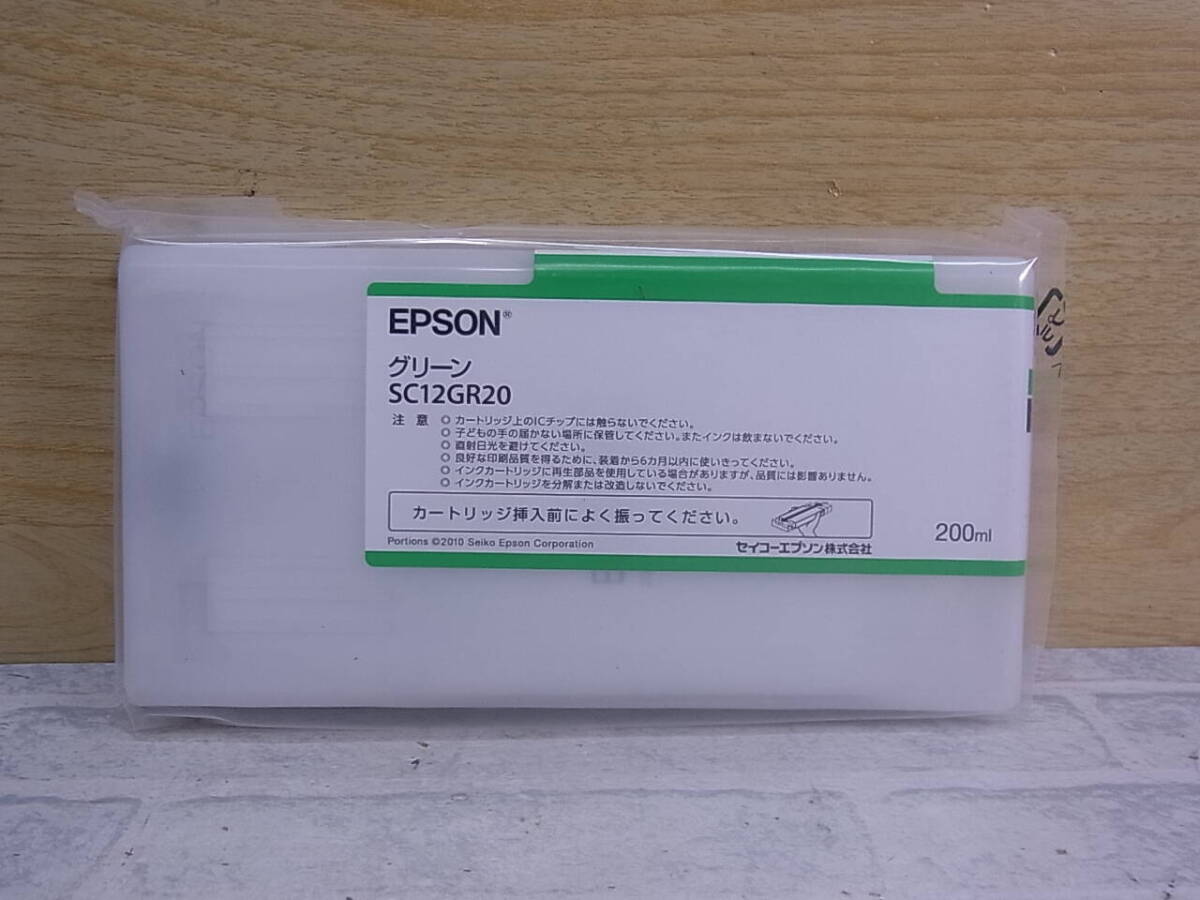 EPSON®
グリーン
SC12GR20
注 意 ◎ カートリッジ上のICチップには触らないでください。
◎ 子どもの手の届かない場所に保管してください。またインクは飲まないでください。
◎ 直射日光を避けてください。
◎ 良好な印刷品質を得るために、装着から6カ月以内に使いきってください。
◎ インクカートリッジに再生部品を使用している場合がありますが、品質には影響ありません。
◎ インクカートリッジを分解または改造しないでください。
カートリッジ挿入前によく振ってください。
200ml
Portions ©2010 Seiko Epson Corporation
セイコーエプソン株式会社